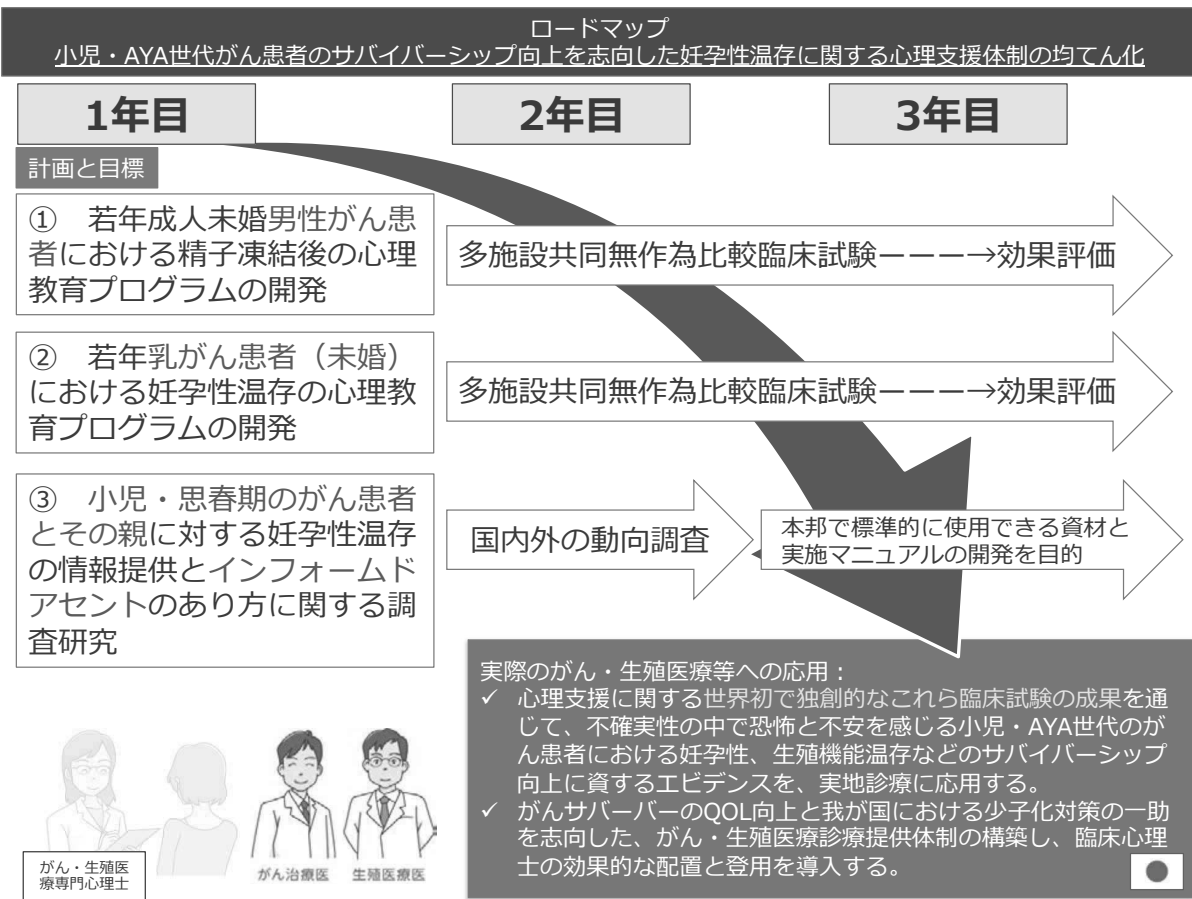 ロードマップ
小児・AYA世代がん患者のサバイバーシップ向上を志向した妊孕性温存に関する心理支援体制の均てん化
1年目
2年目
3年目
計画と目標
① 若年成人未婚男性がん患
者における精子凍結後の心理
教育プログラムの開発
多施設共同無作為比較臨床試験ーーー→効果評価
② 若年乳がん患者（未婚）
における妊孕性温存の心理教
育プログラムの開発
多施設共同無作為比較臨床試験ーーー→効果評価
③ 小児・思春期のがん患者
とその親に対する妊孕性温存
の情報提供とインフォームド
アセントのあり方に関する調
査研究
国内外の動向調査
本邦で標準的に使用できる資材と
実施マニュアルの開発を目的
実際のがん・生殖医療等への応用：
✓ 心理支援に関する世界初で独創的なこれら臨床試験の成果を通
じて、不確実性の中で恐怖と不安を感じる小児・AYA世代のが
ん患者における妊孕性、生殖機能温存などのサバイバーシップ
向上に資するエビデンスを、実地診療に応用する。
✓ がんサバーバーのQOL向上と我が国における少子化対策の一助
を志向した、がん・生殖医療診療提供体制の構築し、臨床心理
士の効果的な配置と登用を導入する。
がん・生殖医
療専門心理士
がん治療医
生殖医療医